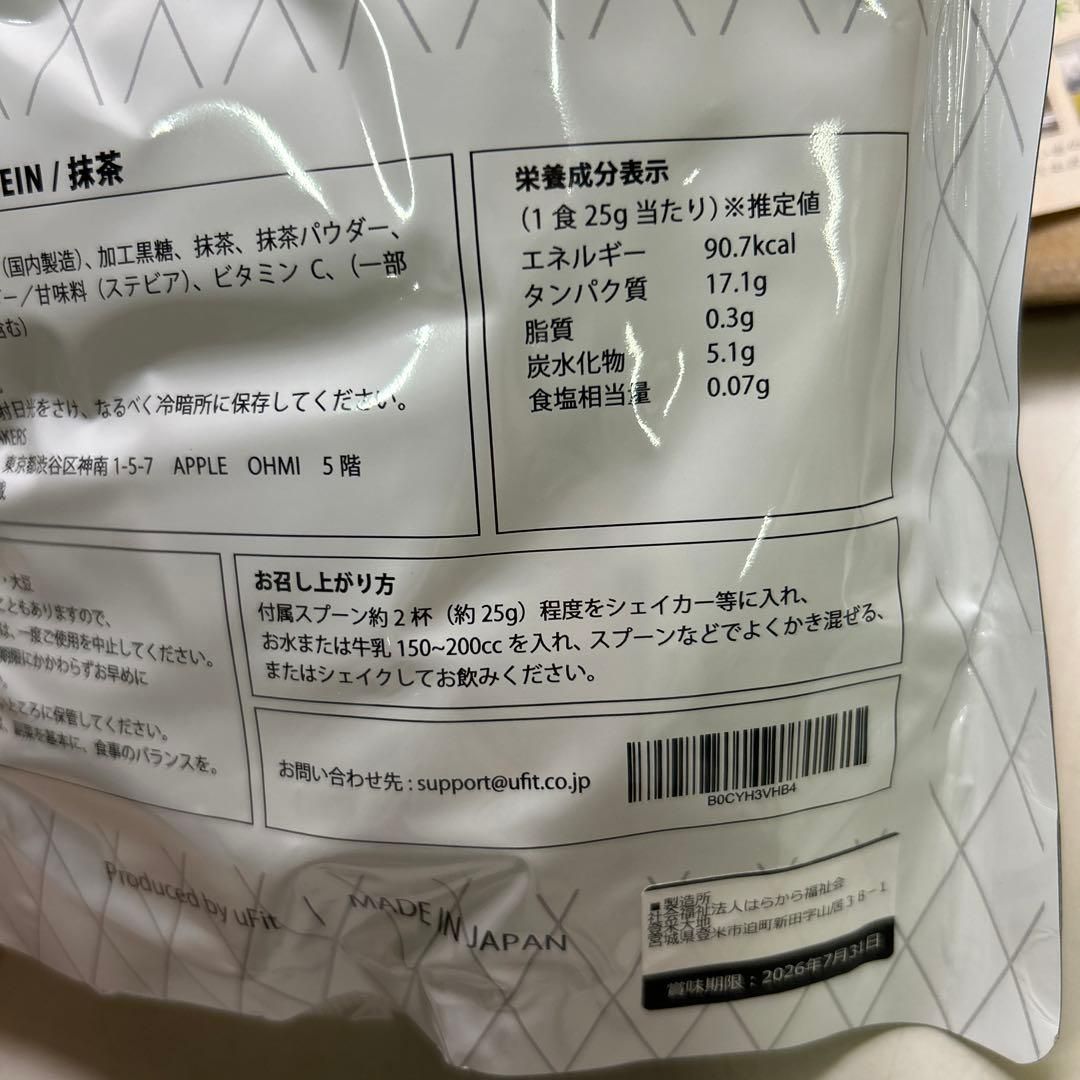 EIN / 抹茶
(国内製造)、加工黒糖、抹茶、抹茶パウダー、
ー／甘味料（ステビア)、ビタミン C、(一部
含む)
射日光をさけ、なるべく冷暗所に保存してください。
AKERS
東京都渋谷区神南 1-5-7 APPLE OHMI 5 階
栄養成分表示
(1 食 25g 当たり) ※推定値
エネルギー 90.7kcal
タンパク質 17.1g
脂質 0.3g
炭水化物 5.1g
食塩相当量 0.07g
・大豆
こともありますので、
は、一度ご使用を中止してください。
期限にかかわらずお早めに
ところに保管してください。
副菜を基本に、食事のバランスを。
お召し上がり方
付属スプーン約 2 杯（約 25g）程度をシェイカー等に入れ、
お水または牛乳 150~200cc を入れ、スプーンなどでよくかき混ぜる、
またはシェイクしてお飲みください。
お問い合わせ先 : support@ufit.co.jp
B0CYH3VHB4
Produced by uFit \ MADE IN JAPAN
■製造所
社会福祉法人はらから福祉会
登米大地
宮城県登米市迫町新田字山居３８－１
賞味期限：2026年7月31日